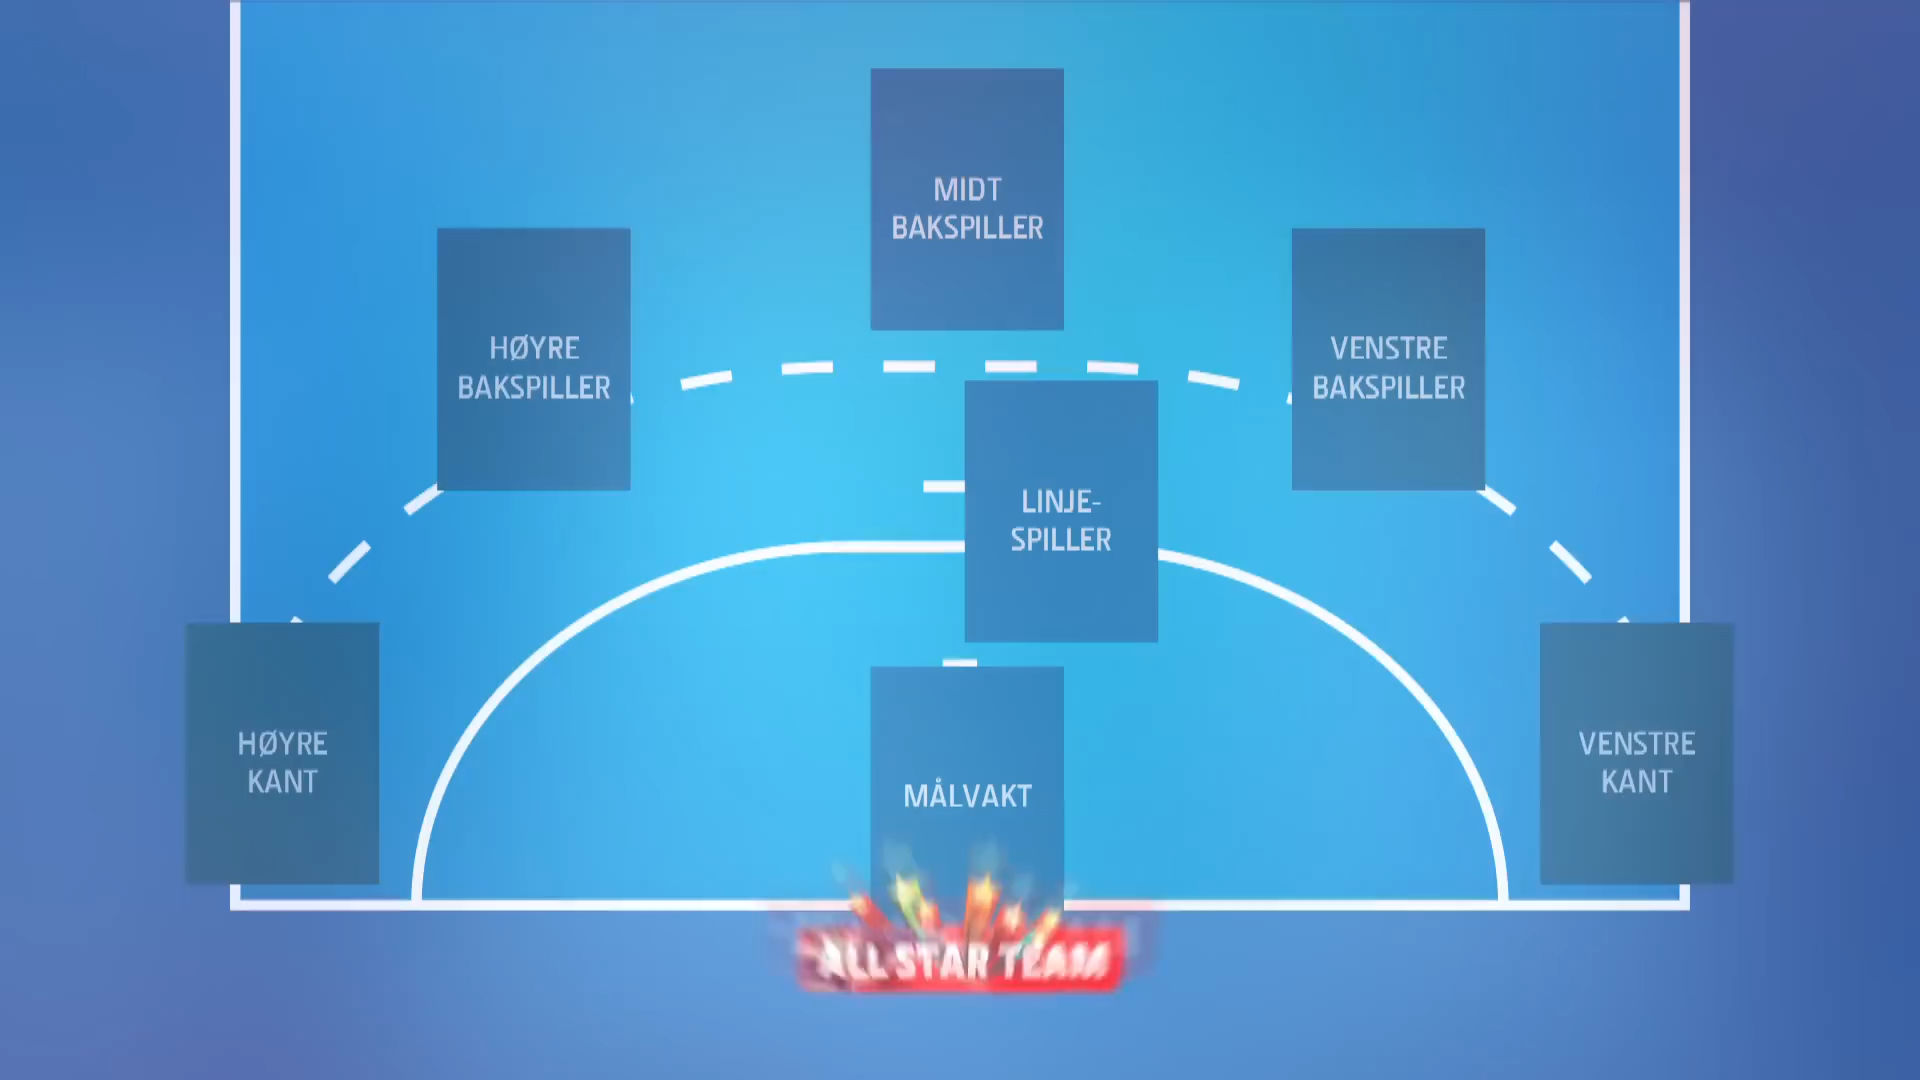 MIDT
BAKSPILLER
HØYRE
BAKSPILLER
VENSTRE
BAKSPILLER
LINJE-
SPILLER
HØYRE
KANT
VENSTRE
KANT
MÅLVAKT
ALL STAR TEAM